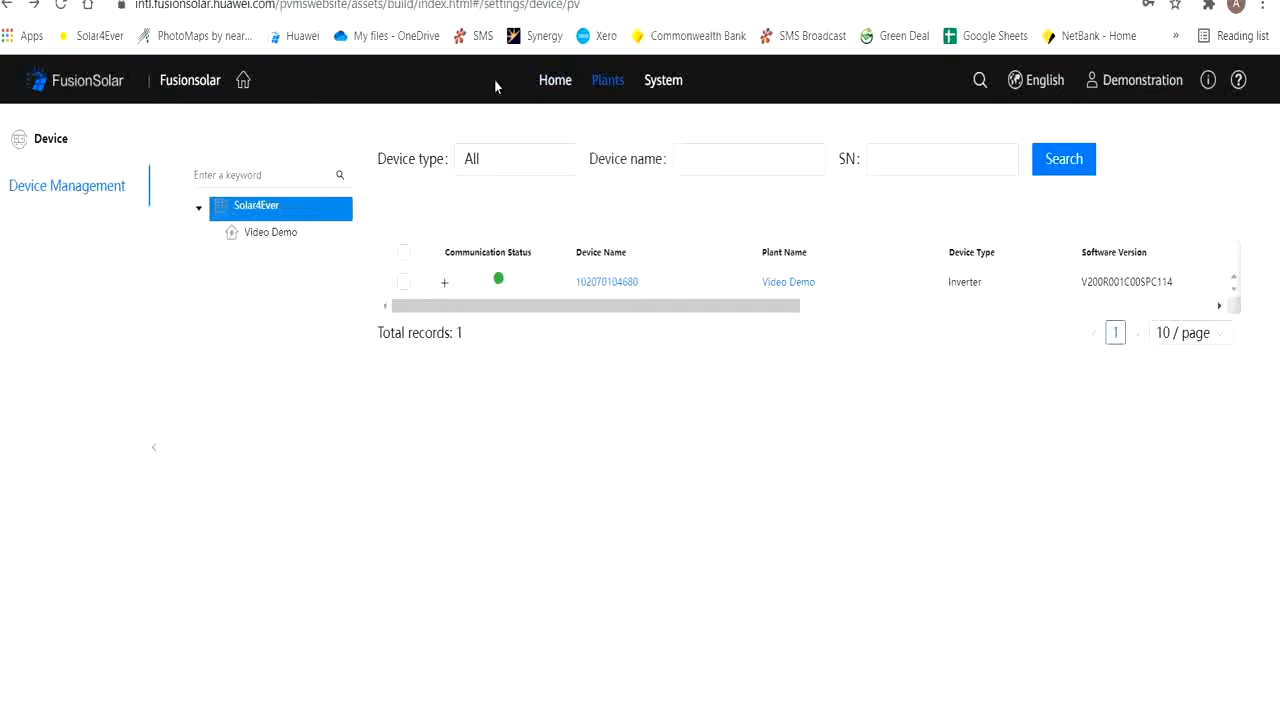 intl.fusionsolar.huawei.com/pvmswebsite/assets/build/index.html#/settings/device/pv
A
Apps Solar4Ever PhotoMaps by near... Huawei My files - OneDrive SMS Synergy Xero Commonwealth Bank SMS Broadcast Green Deal Google Sheets NetBank - Home » Reading list
FusionSolar | Fusionsolar Home Plants System English Demonstration
Device
Device Management
Enter a keyword
Solar4Ever
Video Demo
Device type: All Device name: SN: Search
Communication Status Device Name Plant Name Device Type Software Version
+ 102070104680 Video Demo Inverter V200R001C00SPC114
Total records: 1
1 10 / page